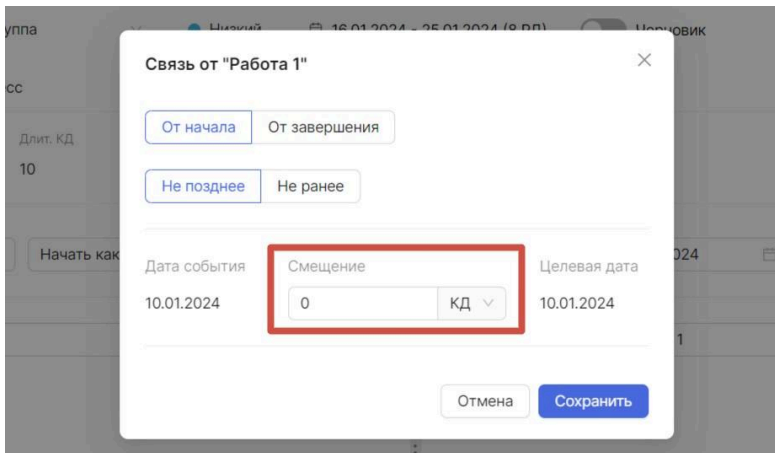 уппа
Низкий 16.01.2024 - 25.01.2024 (8 РД) Черновик
Связь от "Работа 1"
сс
От начала От завершения
Длит. КД
10
Не позднее Не ранее
Начать как
024
Дата события Смещение Целевая дата
10.01.2024 0 КД 10.01.2024
1
Отмена Сохранить